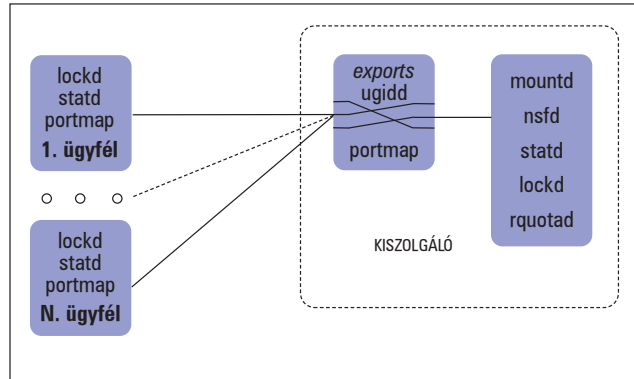 lockd
statd
portmap
1. ügyfél
lockd
statd
portmap
N. ügyfél
exports
ugidd
portmap
KISZOLGÁLÓ
mountd
nsfd
statd
lockd
rquotad